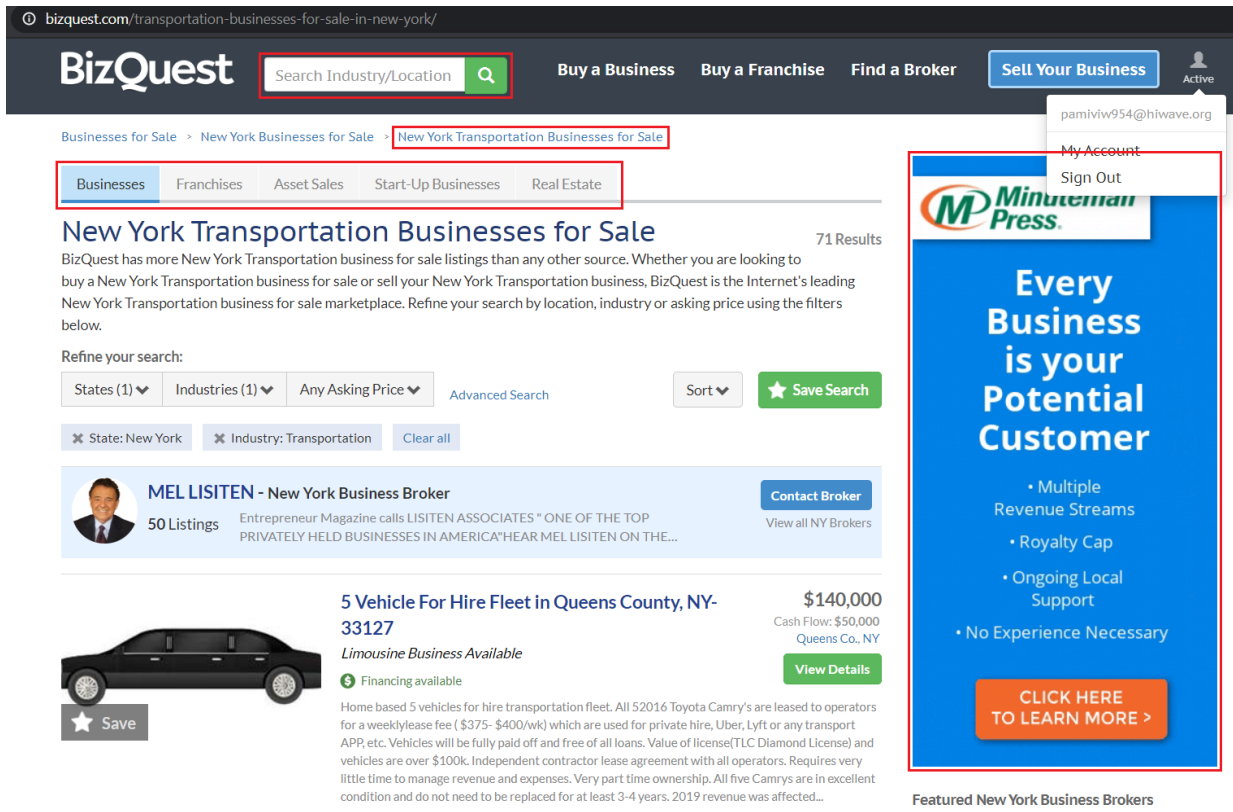 bizquest.com/transportation-businesses-for-sale-in-new-york/
BizQuest
Search Industry/Location
Buy a Business
Buy a Franchise
Find a Broker
Sell Your Business
Active
pamiviw954@hiwave.org
My Account
Sign Out
Businesses for Sale > New York Businesses for Sale > New York Transportation Businesses for Sale
Businesses
Franchises
Asset Sales
Start-Up Businesses
Real Estate
New York Transportation Businesses for Sale
71 Results
BizQuest has more New York Transportation business for sale listings than any other source. Whether you are looking to
buy a New York Transportation business for sale or sell your New York Transportation business, BizQuest is the Internet's leading
New York Transportation business for sale marketplace. Refine your search by location, industry or asking price using the filters
below.
Refine your search:
States (1)
Industries (1)
Any Asking Price
Advanced Search
Sort
Save Search
State: New York
Industry: Transportation
Clear all
MEL LISITEN - New York Business Broker
50 Listings
Entrepreneur Magazine calls LISITEN ASSOCIATES " ONE OF THE TOP
PRIVATELY HELD BUSINESSES IN AMERICA"HEAR MEL LISITEN ON THE...
Contact Broker
View all NY Brokers
5 Vehicle For Hire Fleet in Queens County, NY-
33127
Limousine Business Available
Financing available
$140,000
Cash Flow: $50,000
Queens Co., NY
View Details
Save
Home based 5 vehicles for hire transportation fleet. All 52016 Toyota Camry's are leased to operators
for a weeklylease fee ( $375- $400/wk) which are used for private hire, Uber, Lyft or any transport
APP, etc. Vehicles will be fully paid off and free of all loans. Value of license(TLC Diamond License) and
vehicles are over $100k. Independent contractor lease agreement with all operators. Requires very
little time to manage revenue and expenses. Very part time ownership. All five Camrys are in excellent
condition and do not need to be replaced for at least 3-4 years. 2019 revenue was affected...
MP Minuteman
Press.
Every
Business
is your
Potential
Customer
• Multiple
Revenue Streams
• Royalty Cap
• Ongoing Local
Support
• No Experience Necessary
CLICK HERE
TO LEARN MORE >
Featured New York Business Brokers